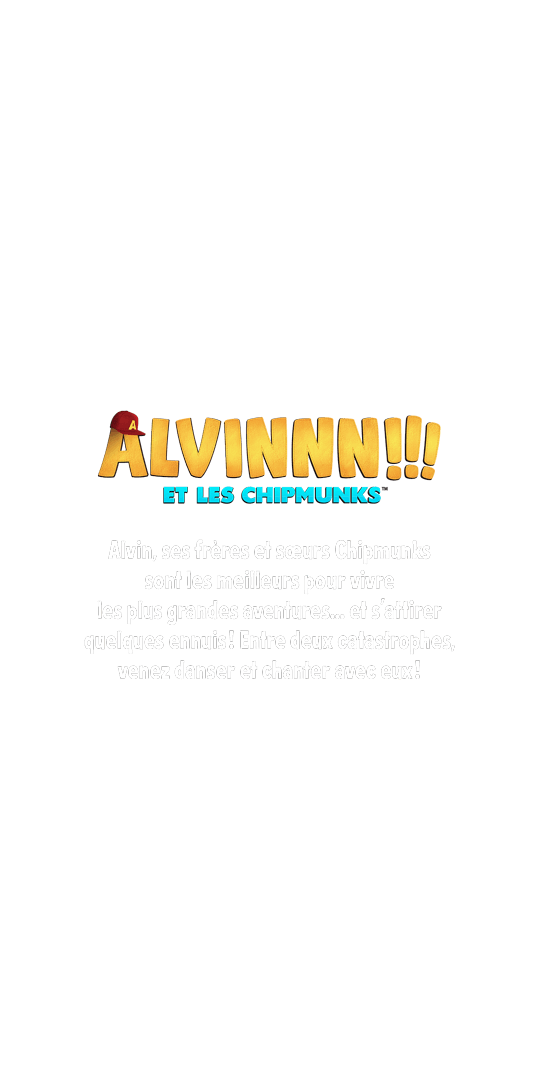 ALVINNN!!!
ET LES CHIPMUNKS™
Alvin, ses frères et sœurs Chipmunks
sont les meilleurs pour vivre
les plus grandes aventures... et s'attirer
quelques ennuis! Entre deux catastrophes,
venez danser et chanter avec eux!